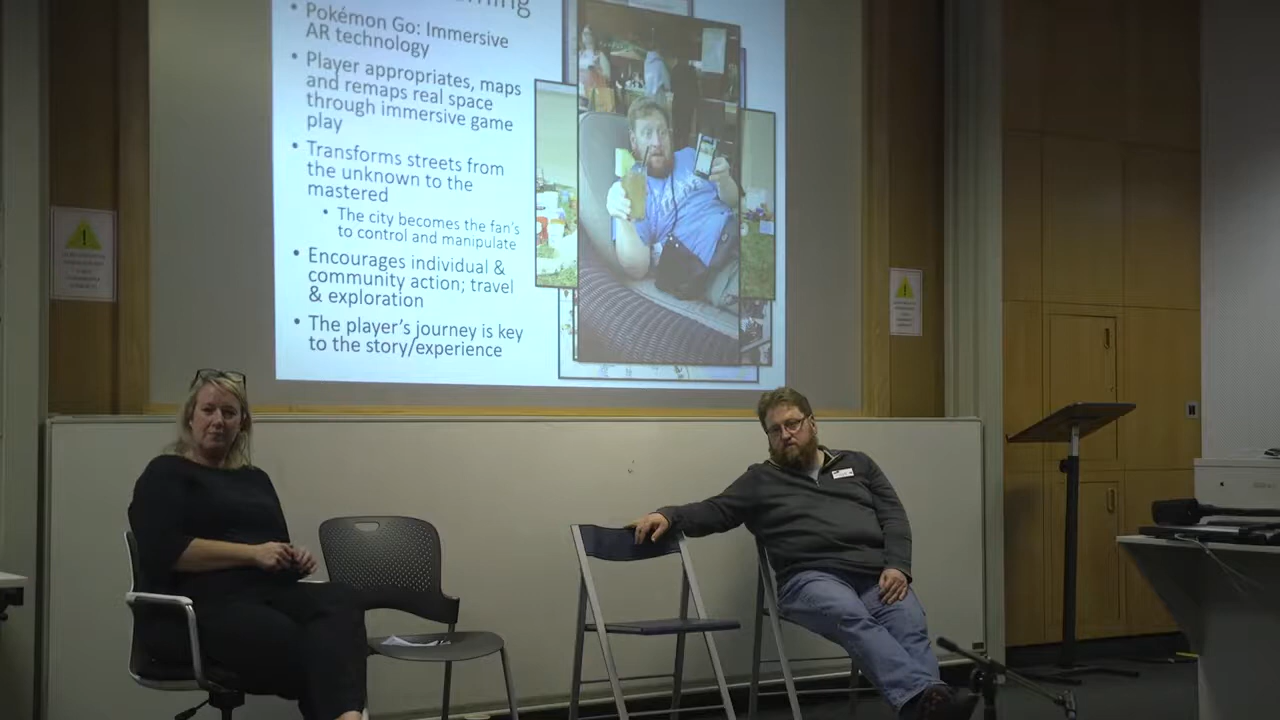 • Pokémon Go: Immersive
AR technology
• Player appropriates, maps
and remaps real space
through immersive game
play
• Transforms streets from
the unknown to the
mastered
• The city becomes the fan's
to control and manipulate
• Encourages individual &
community action; travel
& exploration
• The player's journey is key
to the story/experience